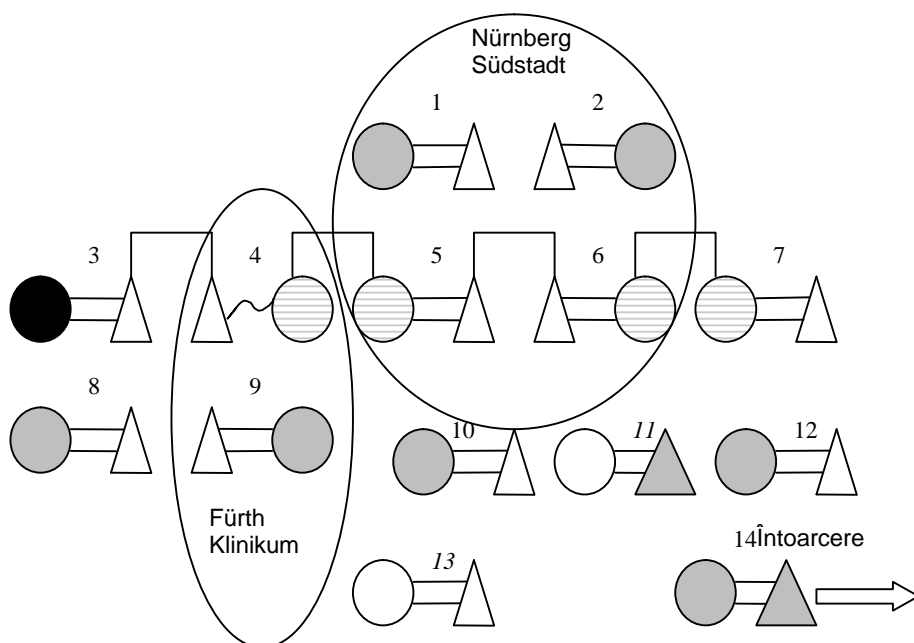 Nürnberg
Südstadt
1 2
3 4 5 6 7
8 9
10 11 12
Fürth
Klinikum
13
14Întoarcere